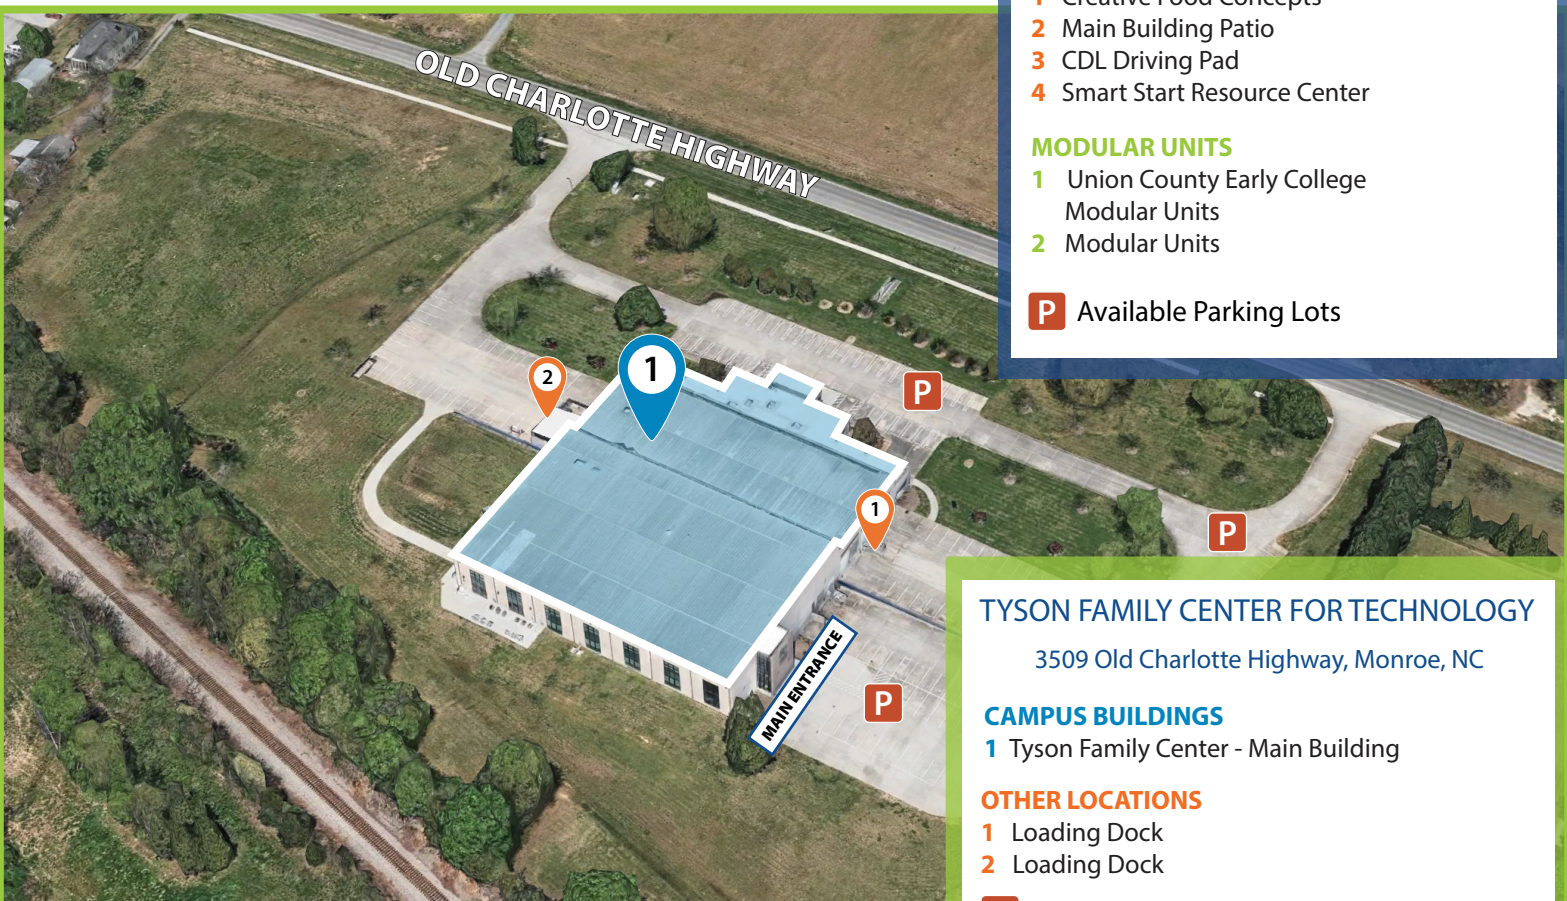 1 Creative Food Concepts
2 Main Building Patio
3 CDL Driving Pad
4 Smart Start Resource Center
MODULAR UNITS
1 Union County Early College
Modular Units
2 Modular Units
P Available Parking Lots
OLD CHARLOTTE HIGHWAY
2
1
P
1
P
P
MAIN ENTRANCE
TYSON FAMILY CENTER FOR TECHNOLOGY
3509 Old Charlotte Highway, Monroe, NC
CAMPUS BUILDINGS
1 Tyson Family Center - Main Building
OTHER LOCATIONS
1 Loading Dock
2 Loading Dock